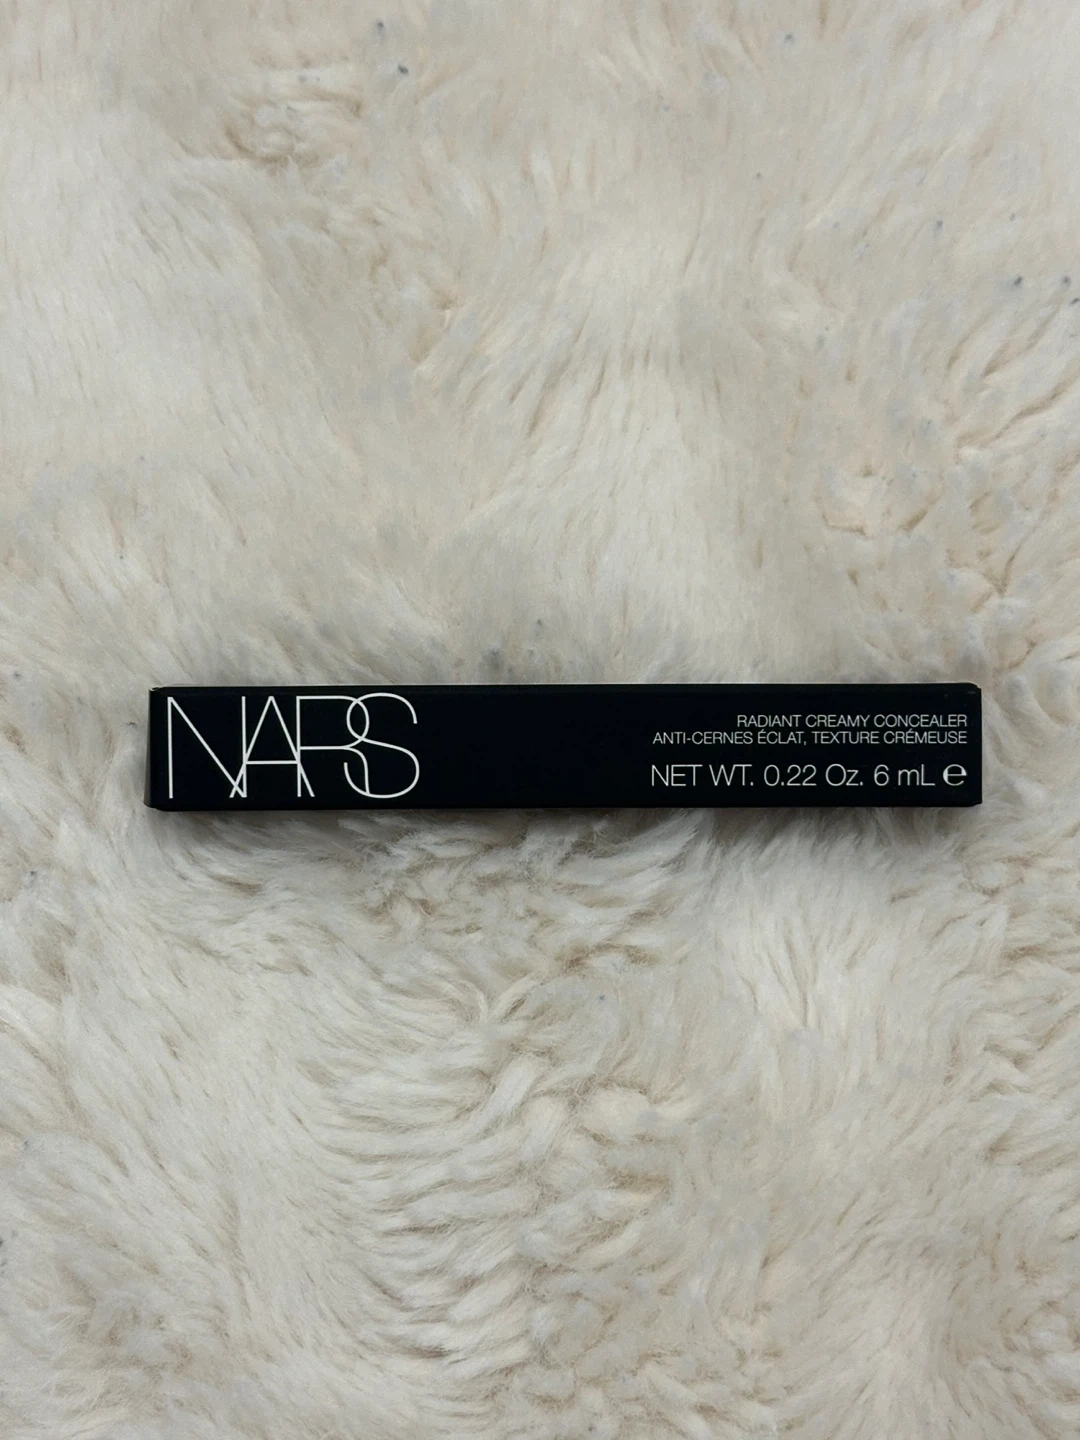 NARS
RADIANT CREAMY CONCEALER
ANTI-CERNES ÉCLAT, TEXTURE CRÉMEUSE
NET WT. 0.22 Oz. 6 mL ℮